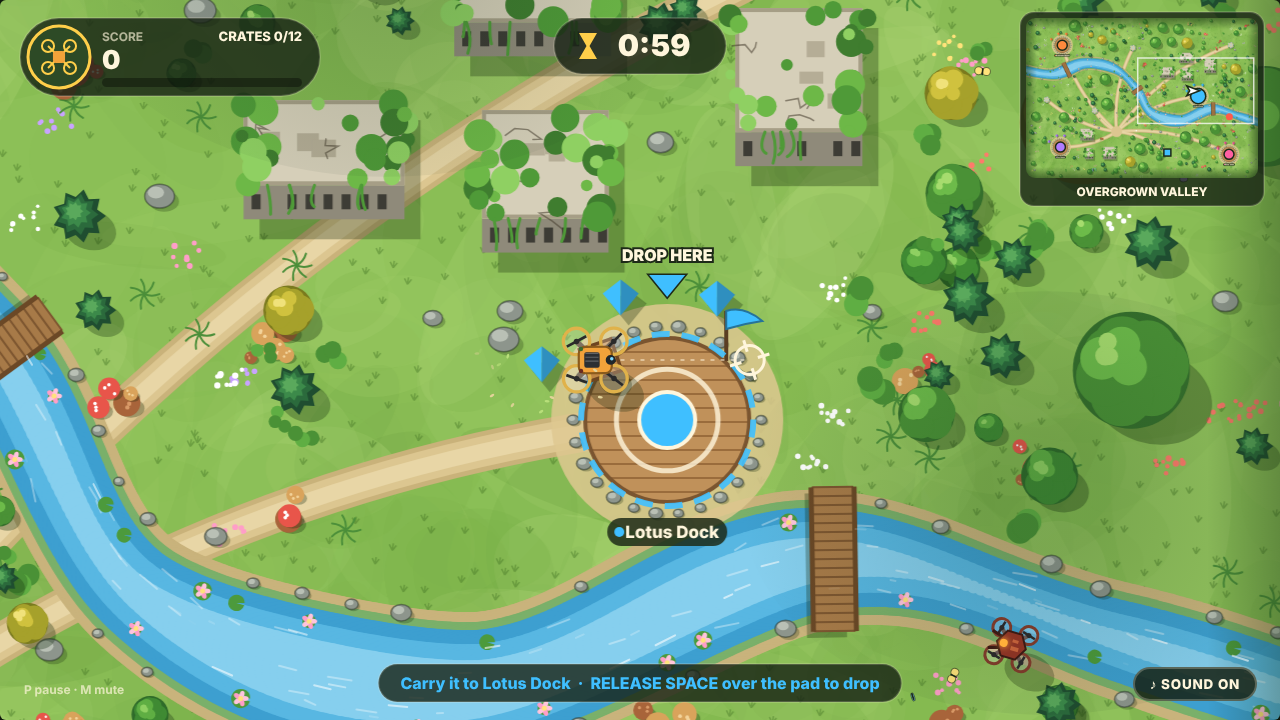 SCORE
CRATES 0/12
0
0:59
OVERGROWN VALLEY
DROP HERE
Lotus Dock
Carry it to Lotus Dock · RELEASE SPACE over the pad to drop
P pause · M mute
♪ SOUND ON